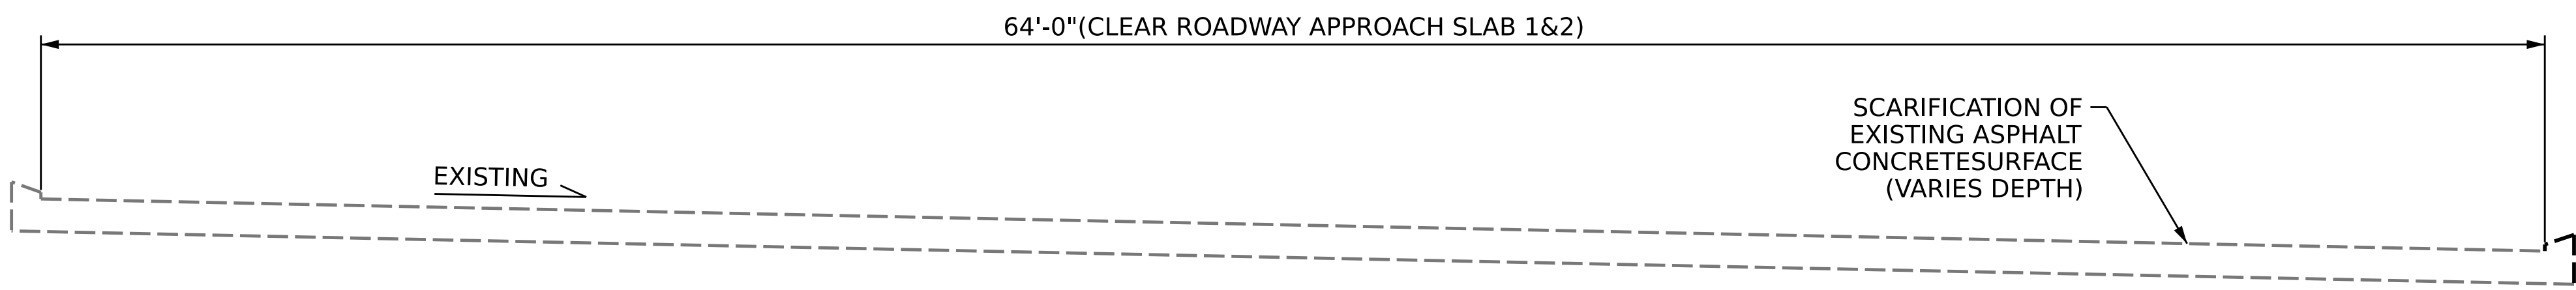 64'-0"(CLEAR ROADWAY APPROACH SLAB 1&2)
SCARIFICATION OF
EXISTING ASPHALT
CONCRETESURFACE
(VARIES DEPTH)
EXISTING